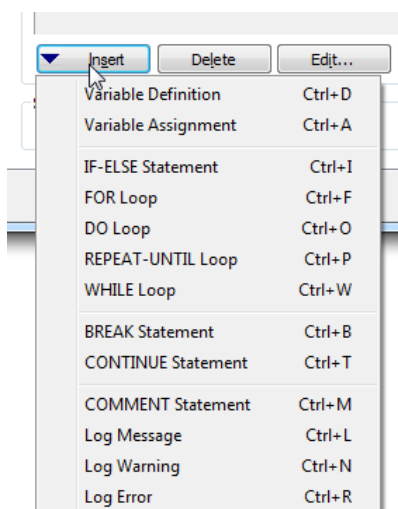 Insert Delete Edit...
Variable Definition Ctrl+D
Variable Assignment Ctrl+A
IF-ELSE Statement Ctrl+I
FOR Loop Ctrl+F
DO Loop Ctrl+O
REPEAT-UNTIL Loop Ctrl+P
WHILE Loop Ctrl+W
BREAK Statement Ctrl+B
CONTINUE Statement Ctrl+T
COMMENT Statement Ctrl+M
Log Message Ctrl+L
Log Warning Ctrl+N
Log Error Ctrl+R